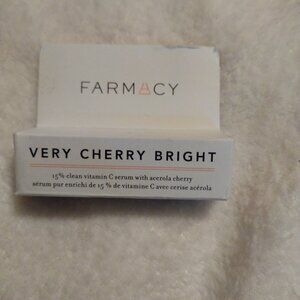 FARMACY
VERY CHERRY BRIGHT
15% clean vitamin C serum with acerola cherry
sérum pur enrichi de 15 % de vitamine C avec cerise acérola